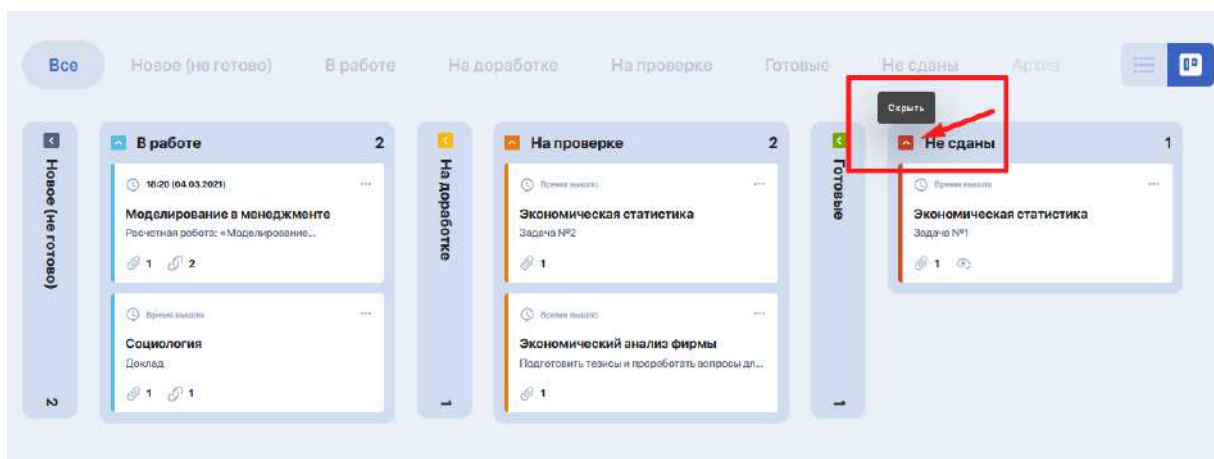 Все
Новое (не готово)
В работе
На доработке
На проверке
Готовые
Не сданы
Архив
Скрыть
Новое (не готово)
2
В работе 2
18:20 (04.03.2021)
Моделирование в менеджменте
Расчетная работа: «Моделирование...
1 2
Время вышло
Социология
Доклад
1 1
На доработке
1
На проверке 2
Время вышло
Экономическая статистика
Задача №2
1
Время вышло
Экономический анализ фирмы
Подготовить тезисы и проработать вопросы дл...
1
Готовые
1
Не сданы 1
Время вышло
Экономическая статистика
Задача №1
1